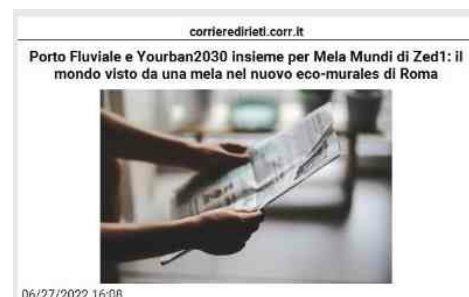 corrieredirieti.corr.it
Porto Fluviale e Yourban2030 insieme per Mela Mundi di Zed1: il
mondo visto da una mela nel nuovo eco-murales di Roma
06/27/2022 16:08